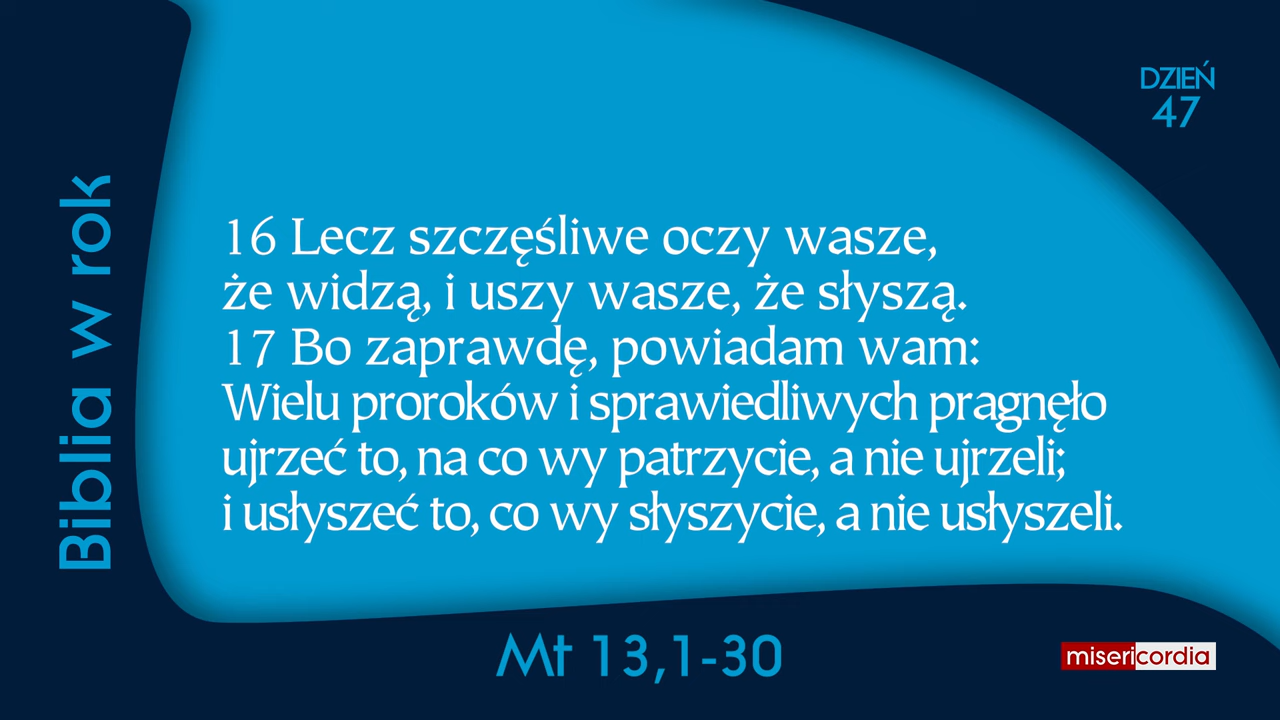 DZIEŃ
47
Biblia w rok
16 Lecz szczęśliwe oczy wasze,
że widzą, i uszy wasze, że słyszą.
17 Bo zaprawdę, powiadam wam:
Wielu proroków i sprawiedliwych pragnęło
ujrzeć to, na co wy patrzycie, a nie ujrzeli;
i usłyszeć to, co wy słyszycie, a nie usłyszeli.
Mt 13,1-30
misericordia